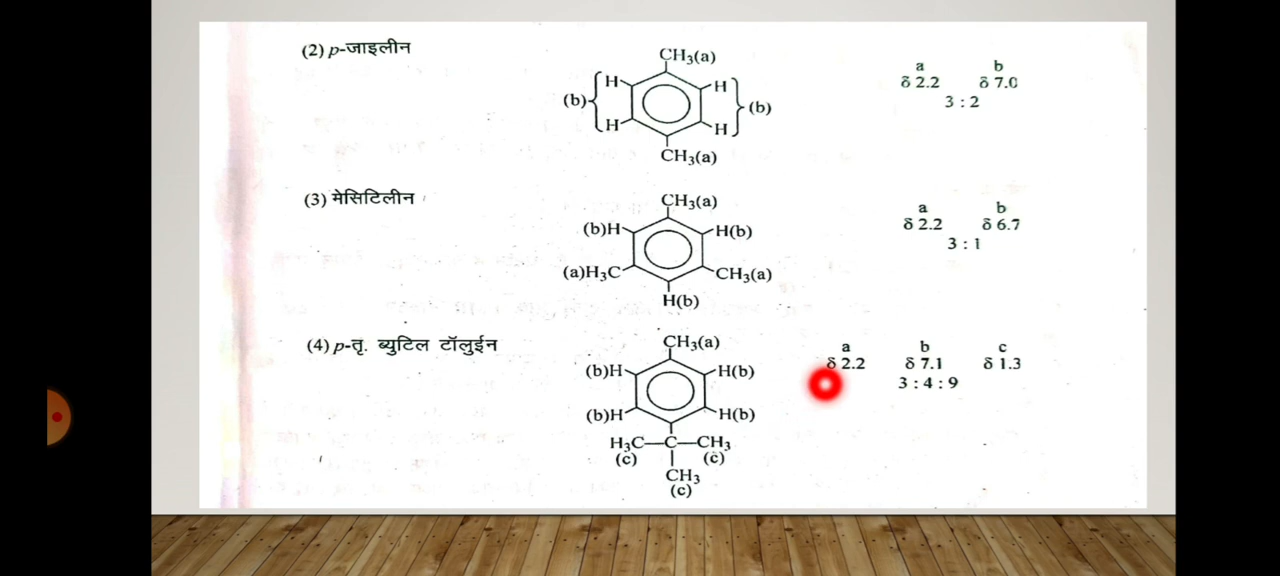 (2) p-जाइलीन
CH₃(a)
a b
δ 2.2 δ 7.0
3 : 2
H H
(b) (b)
H H
CH₃(a)
(3) मेसिटिलीन
CH₃(a)
a b
δ 2.2 δ 6.7
3 : 1
(b)H H(b)
(a)H₃C CH₃(a)
H(b)
(4) p-तृ. ब्युटिल टॉलुईन
CH₃(a)
a b c
δ 2.2 δ 7.1 δ 1.3
3 : 4 : 9
(b)H H(b)
(b)H H(b)
H₃C—C—CH₃
(c) (c)
CH₃
(c)